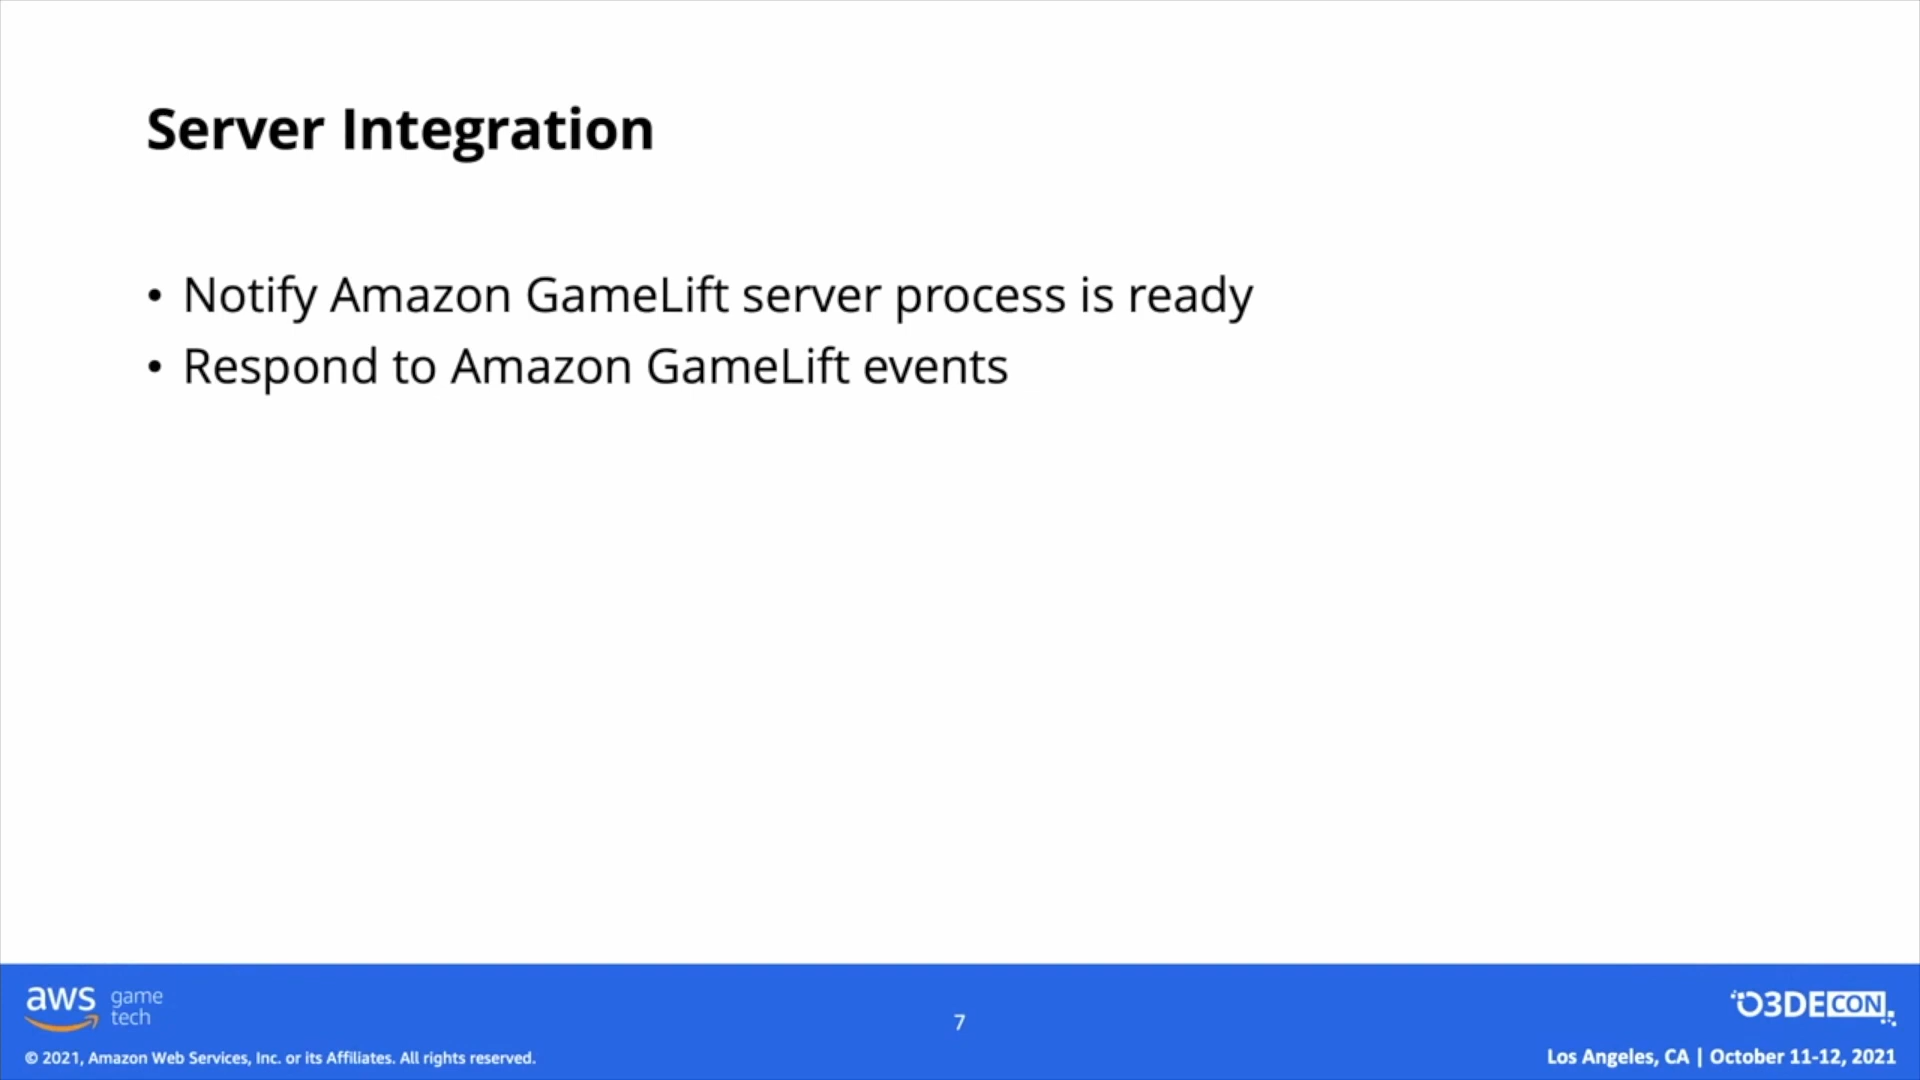 Server Integration
• Notify Amazon GameLift server process is ready
• Respond to Amazon GameLift events
aws game tech
7
O3DECON
© 2021, Amazon Web Services, Inc. or its Affiliates. All rights reserved.
Los Angeles, CA | October 11-12, 2021